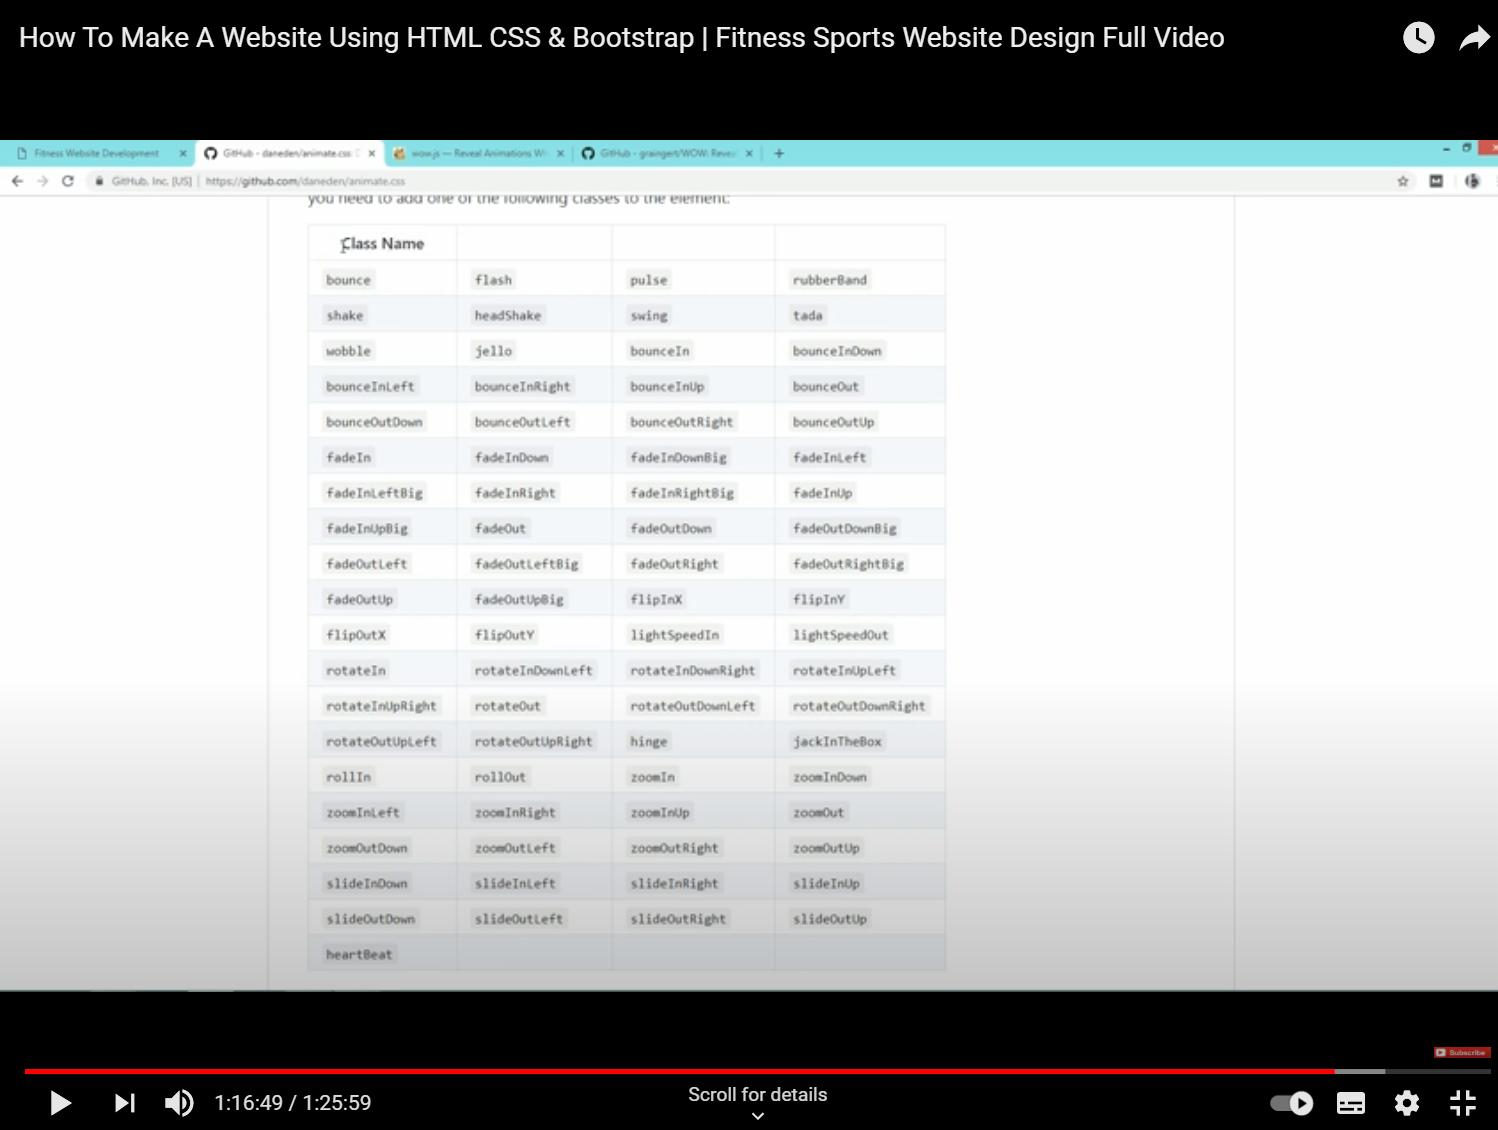 How To Make A Website Using HTML CSS & Bootstrap | Fitness Sports Website Design Full Video
Fitness Website Development
GitHub - daneden/animate.css:
wow.js — Reveal Animations W
GitHub - graingert/WOW: Revea
GitHub, Inc. [US] | https://github.com/daneden/animate.css
you need to add one of the following classes to the element:
Class Name
bounce flash pulse rubberBand
shake headShake swing tada
wobble jello bounceIn bounceInDown
bounceInLeft bounceInRight bounceInUp bounceOut
bounceOutDown bounceOutLeft bounceOutRight bounceOutUp
fadeIn fadeInDown fadeInDownBig fadeInLeft
fadeInLeftBig fadeInRight fadeInRightBig fadeInUp
fadeInUpBig fadeOut fadeOutDown fadeOutDownBig
fadeOutLeft fadeOutLeftBig fadeOutRight fadeOutRightBig
fadeOutUp fadeOutUpBig flipInX flipInY
flipOutX flipOutY lightSpeedIn lightSpeedOut
rotateIn rotateInDownLeft rotateInDownRight rotateInUpLeft
rotateInUpRight rotateOut rotateOutDownLeft rotateOutDownRight
rotateOutUpLeft rotateOutUpRight hinge jackInTheBox
rollIn rollOut zoomIn zoomInDown
zoomInLeft zoomInRight zoomInUp zoomOut
zoomOutDown zoomOutLeft zoomOutRight zoomOutUp
slideInDown slideInLeft slideInRight slideInUp
slideOutDown slideOutLeft slideOutRight slideOutUp
heartBeat
Subscribe
1:16:49 / 1:25:59
Scroll for details